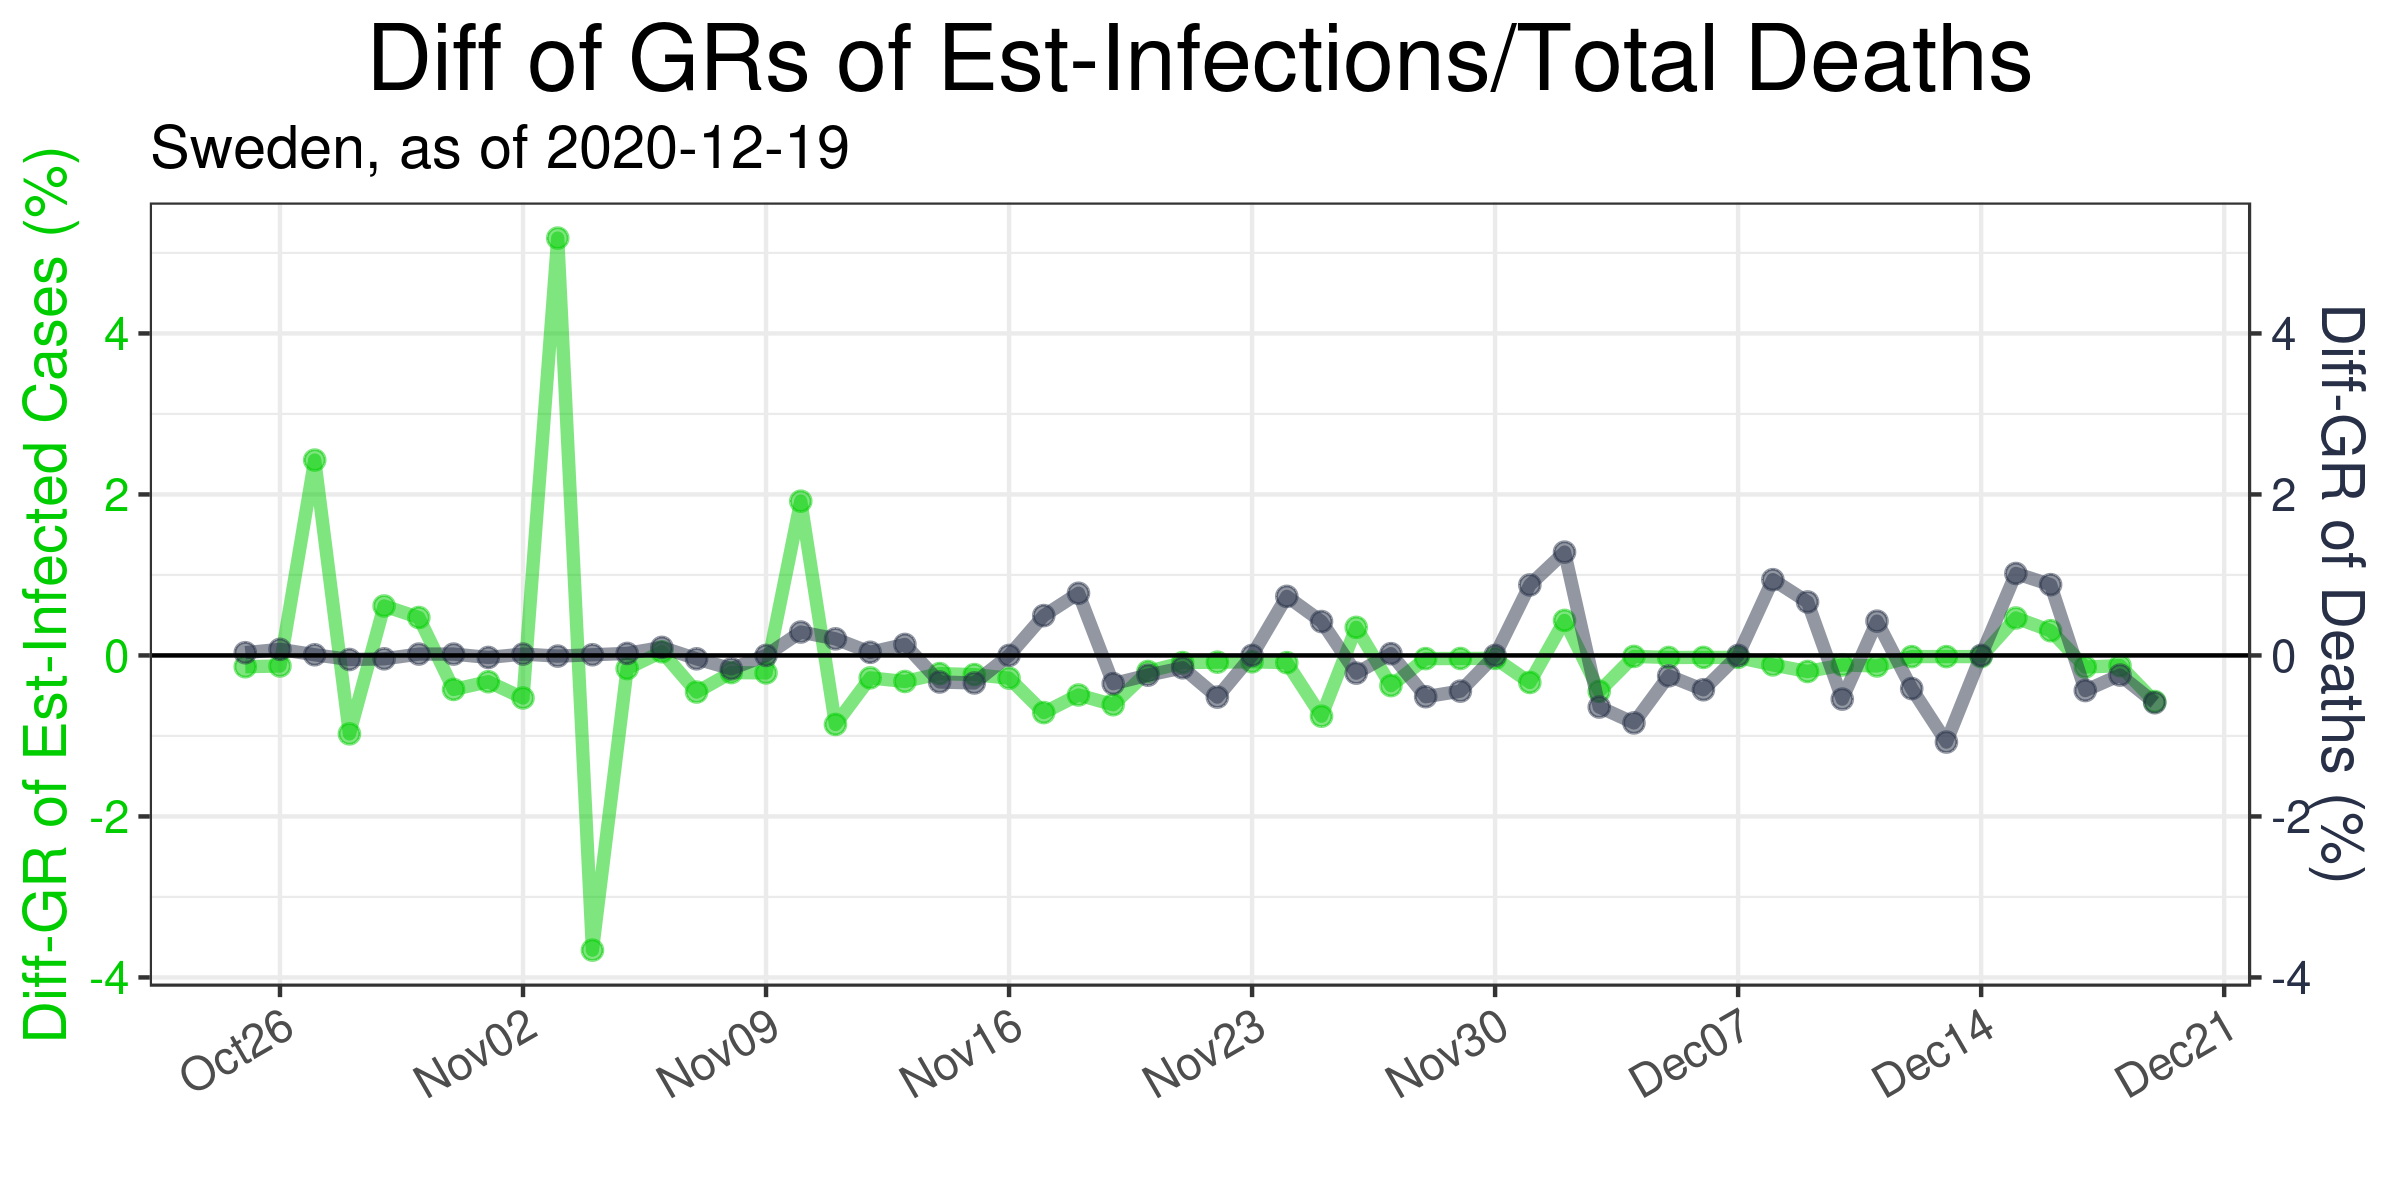 Diff of GRs of Est-Infections/Total Deaths
Sweden, as of 2020-12-19
Diff-GR of Est-Infected Cases (%)
4
2
0
-2
-4
4
2
0
-2
-4
Diff-GR of Deaths (%)
Oct26
Nov02
Nov09
Nov16
Nov23
Nov30
Dec07
Dec14
Dec21